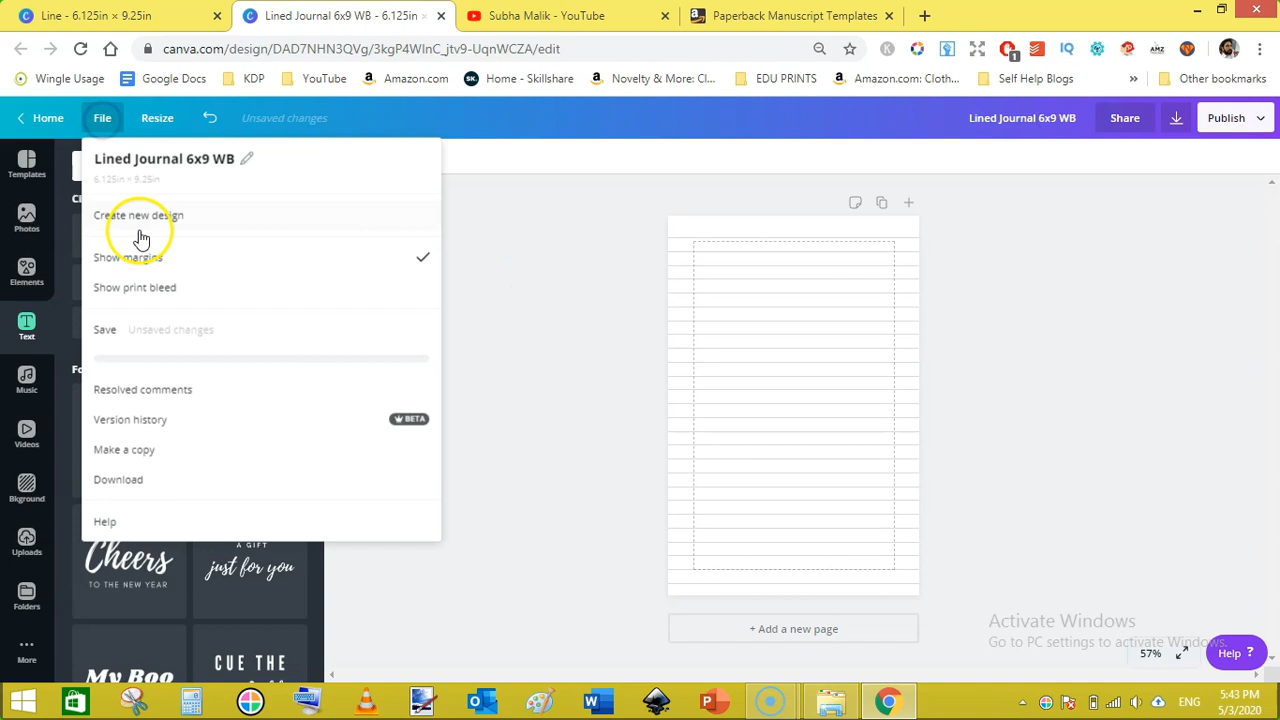 Line - 6.125in × 9.25in
Lined Journal 6x9 WB - 6.125in ×
Subha Malik - YouTube
Paperback Manuscript Templates
canva.com/design/DAD7NHN3QVg/3kgP4WInC_jtv9-UqnWCZA/edit
Wingle Usage
Google Docs
KDP
YouTube
Amazon.com
Home - Skillshare
Novelty & More: Cl...
EDU PRINTS
Amazon.com: Cloth...
Self Help Blogs
Other bookmarks
Home
File
Resize
Unsaved changes
Lined Journal 6x9 WB
Share
Publish
Lined Journal 6x9 WB
6.125in × 9.25in
Create new design
Show margins
Show print bleed
Save Unsaved changes
Resolved comments
Version history
BETA
Make a copy
Download
Help
Templates
Photos
Elements
Text
Music
Videos
Bkground
Uploads
Folders
More
Cheers
TO THE NEW YEAR
A GIFT
just for you
My Boo
CUE THE
+ Add a new page
Activate Windows
Go to PC settings to activate Windows.
57%
Help ?
ENG
5:43 PM
5/3/2020